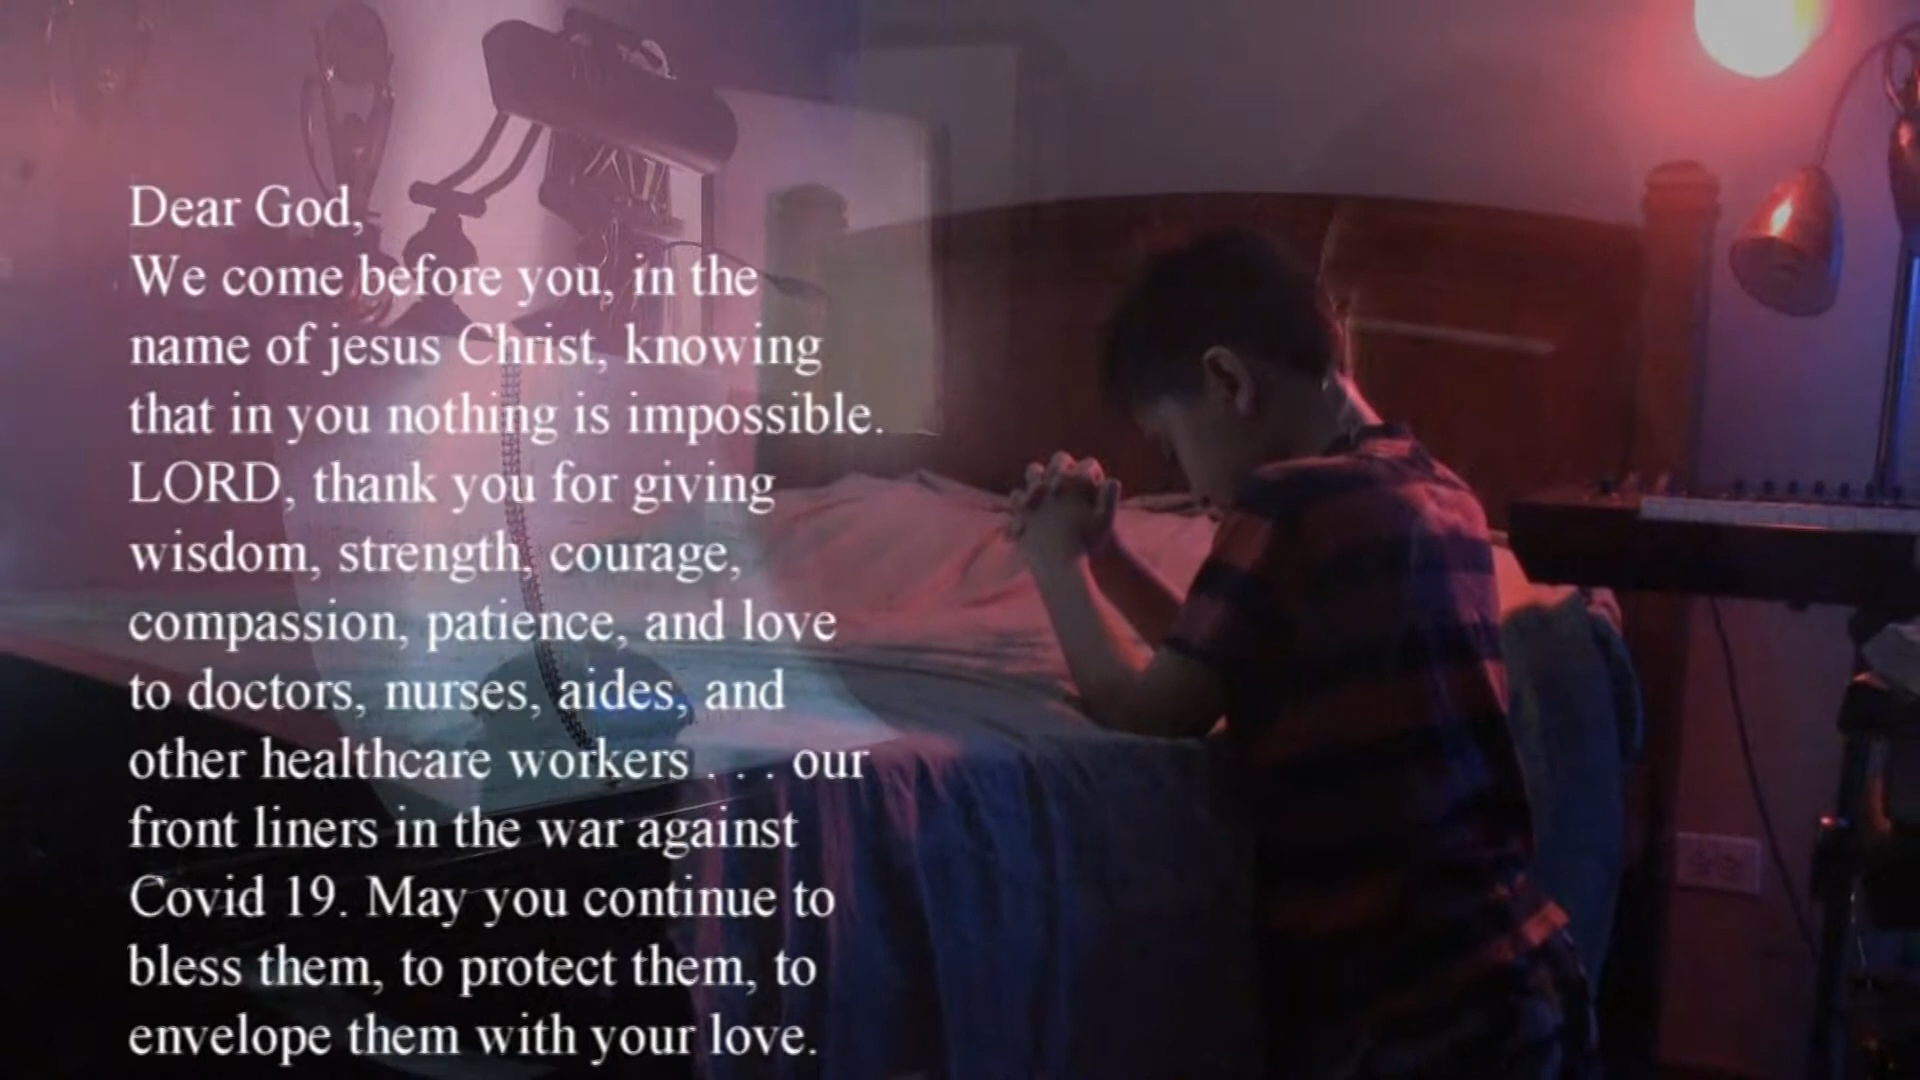 Dear God,
We come before you, in the
name of jesus Christ, knowing
that in you nothing is impossible.
LORD, thank you for giving
wisdom, strength, courage,
compassion, patience, and love
to doctors, nurses, aides, and
other healthcare workers . . . our
front liners in the war against
Covid 19. May you continue to
bless them, to protect them, to
envelope them with your love.